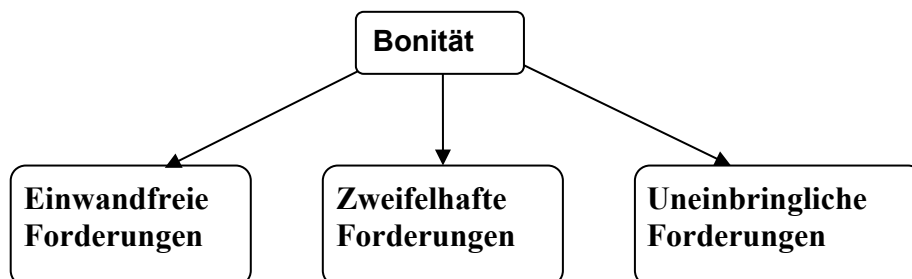 Bonität
Einwandfreie
Forderungen
Zweifelhafte
Forderungen
Uneinbringliche
Forderungen